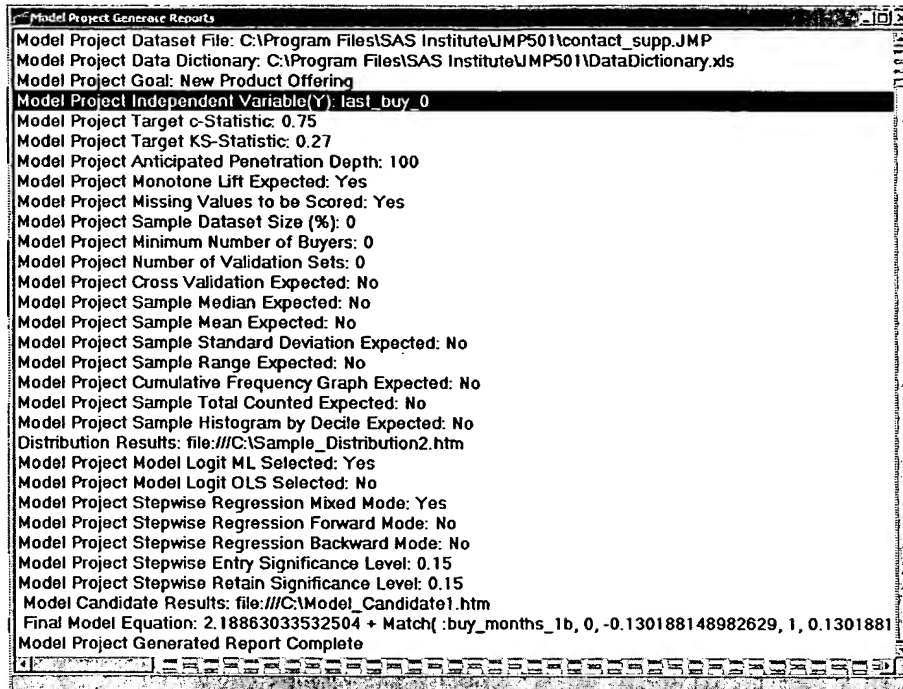 Model Project Generate Reports
Model Project Dataset File: C:\Program Files\SAS Institute\JMP501\contact_supp.JMP
Model Project Data Dictionary: C:\Program Files\SAS Institute\JMP501\DataDictionary.xls
Model Project Goal: New Product Offering
Model Project Independent Variable(Y): last_buy_0
Model Project Target c-Statistic: 0.75
Model Project Target KS-Statistic: 0.27
Model Project Anticipated Penetration Depth: 100
Model Project Monotone Lift Expected: Yes
Model Project Missing Values to be Scored: Yes
Model Project Sample Dataset Size (%): 0
Model Project Minimum Number of Buyers: 0
Model Project Number of Validation Sets: 0
Model Project Cross Validation Expected: No
Model Project Sample Median Expected: No
Model Project Sample Mean Expected: No
Model Project Sample Standard Deviation Expected: No
Model Project Sample Range Expected: No
Model Project Cumulative Frequency Graph Expected: No
Model Project Sample Total Counted Expected: No
Model Project Sample Histogram by Decile Expected: No
Distribution Results: file:///C:\Sample_Distribution2.htm
Model Project Model Logit ML Selected: Yes
Model Project Model Logit OLS Selected: No
Model Project Stepwise Regression Mixed Mode: Yes
Model Project Stepwise Regression Forward Mode: No
Model Project Stepwise Regression Backward Mode: No
Model Project Stepwise Entry Significance Level: 0.15
Model Project Stepwise Retain Significance Level: 0.15
Model Candidate Results: file:///C:\Model_Candidate1.htm
Final Model Equation: 2.18863033532504 + Match( :buy_months_1b, 0, -0.130188148982629, 1, 0.1301881
Model Project Generated Report Complete